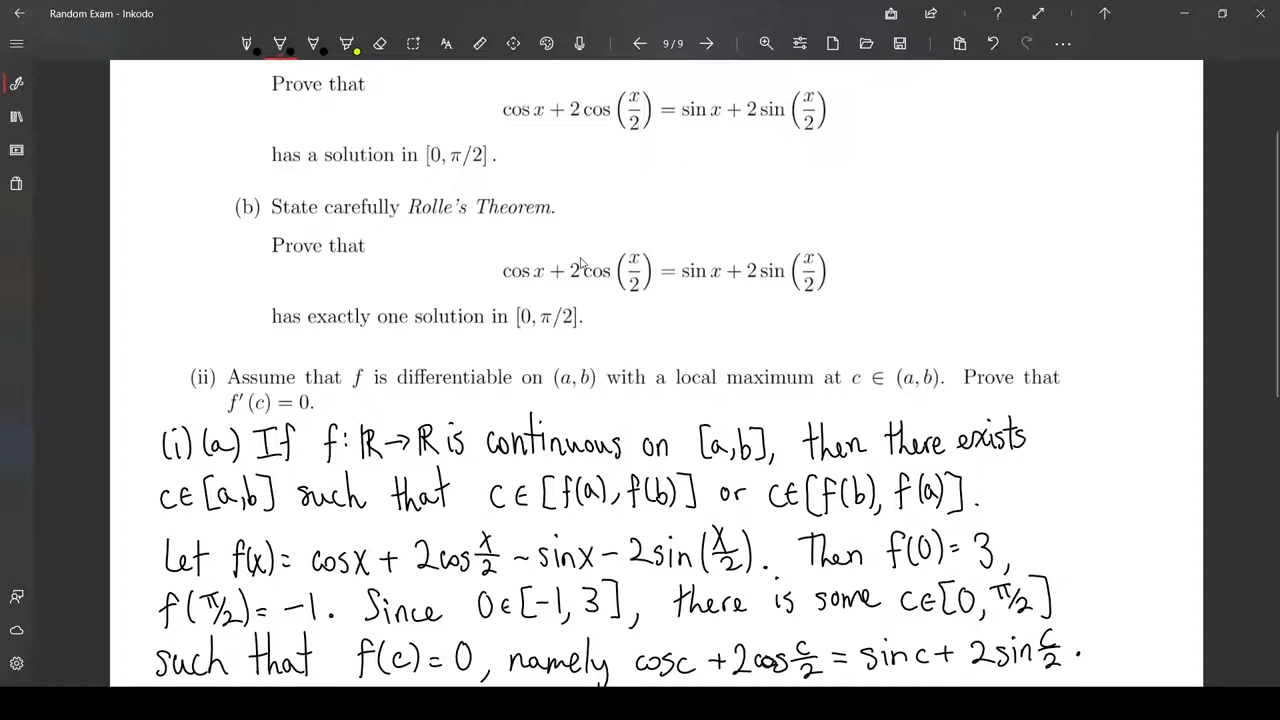 Random Exam - Inkodo
9/9
Prove that
cos x + 2 cos (x/2) = sin x + 2 sin (x/2)
has a solution in [0, π/2] .
(b) State carefully Rolle's Theorem.
Prove that
cos x + 2 cos (x/2) = sin x + 2 sin (x/2)
has exactly one solution in [0, π/2].
(ii) Assume that f is differentiable on (a, b) with a local maximum at c ∈ (a, b). Prove that
f′ (c) = 0.
(i) (a) If f: ℝ→ℝ is continuous on [a,b], then there exists
c∈[a,b] such that c∈[f(a), f(b)] or c∈[f(b), f(a)].
Let f(x)= cosx + 2cos x/2 - sinx - 2sin(x/2). Then f(0)= 3,
f(π/2)= -1. Since 0∈[-1, 3], there is some c∈[0, π/2]
such that f(c)=0, namely cosc +2cos c/2 = sinc + 2sin c/2 .